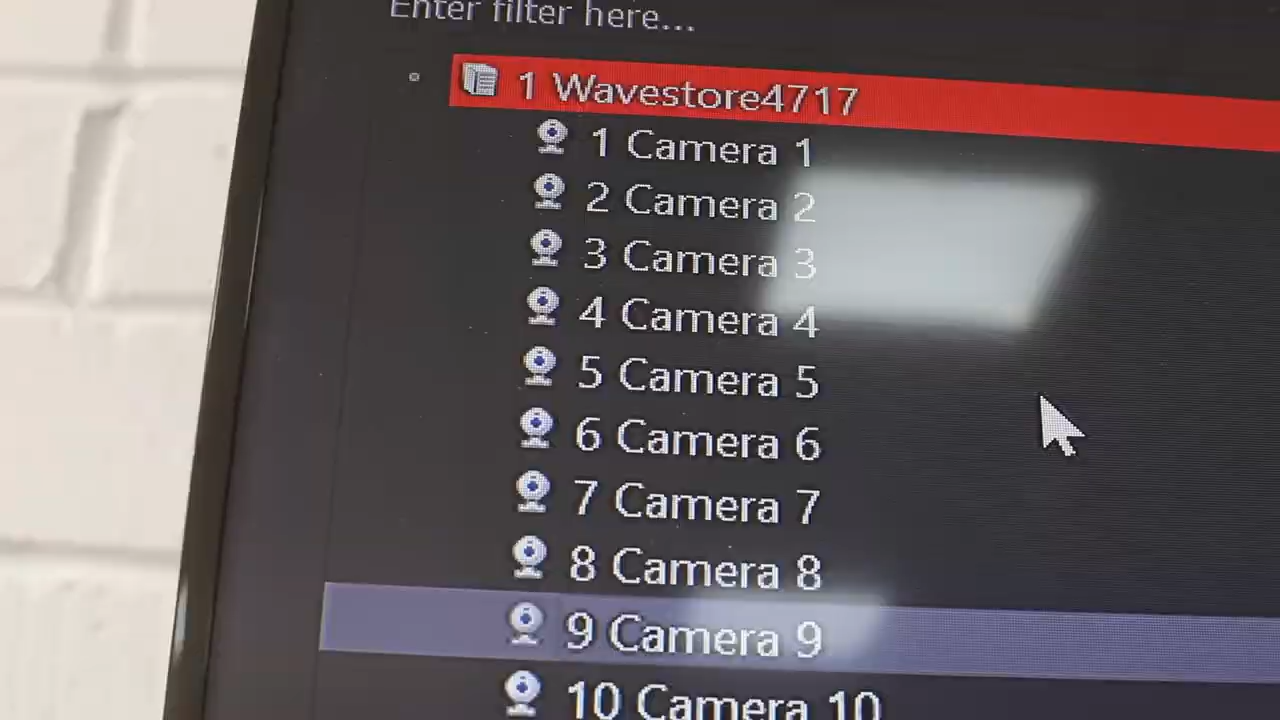 Enter filter here...
1 Wavestore4717
1 Camera 1
2 Camera 2
3 Camera 3
4 Camera 4
5 Camera 5
6 Camera 6
7 Camera 7
8 Camera 8
9 Camera 9
10 Camera 10